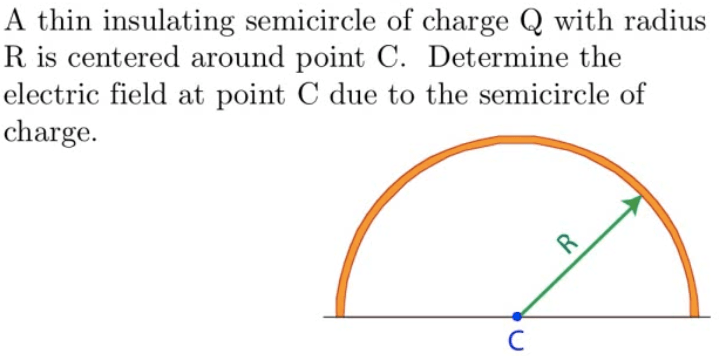 A thin insulating semicircle of charge Q with radius
R is centered around point C. Determine the
electric field at point C due to the semicircle of
charge.
R
C